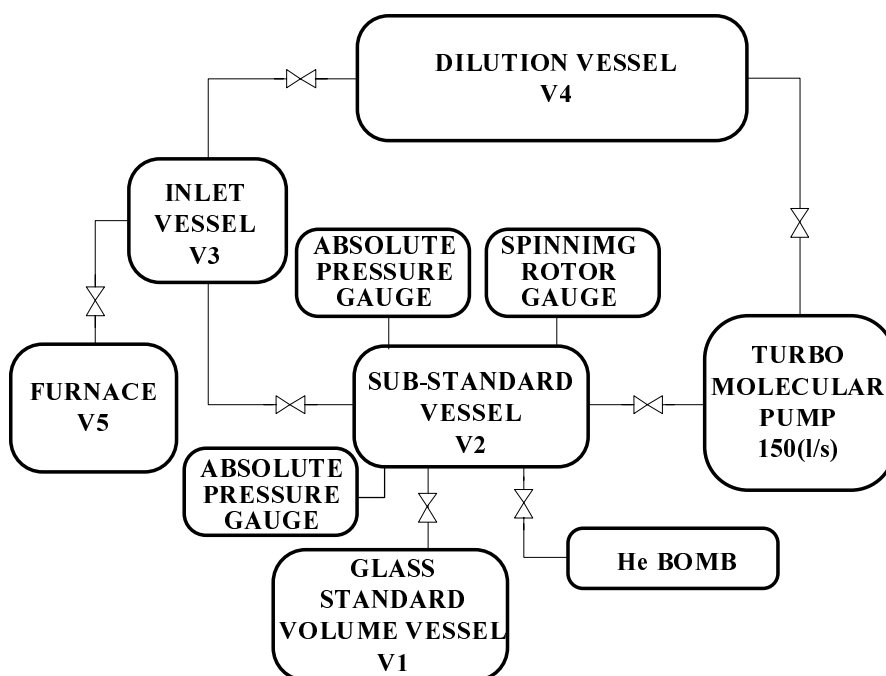 DILUTION VESSEL
V4
INLET
VESSEL
V3
ABSOLUTE
PRESSURE
GAUGE
SPINNIMG
ROTOR
GAUGE
FURNACE
V5
SUB-STANDARD
VESSEL
V2
TURBO
MOLECULAR
PUMP
150(l/s)
ABSOLUTE
PRESSURE
GAUGE
GLASS
STANDARD
VOLUME VESSEL
V1
He BOMB